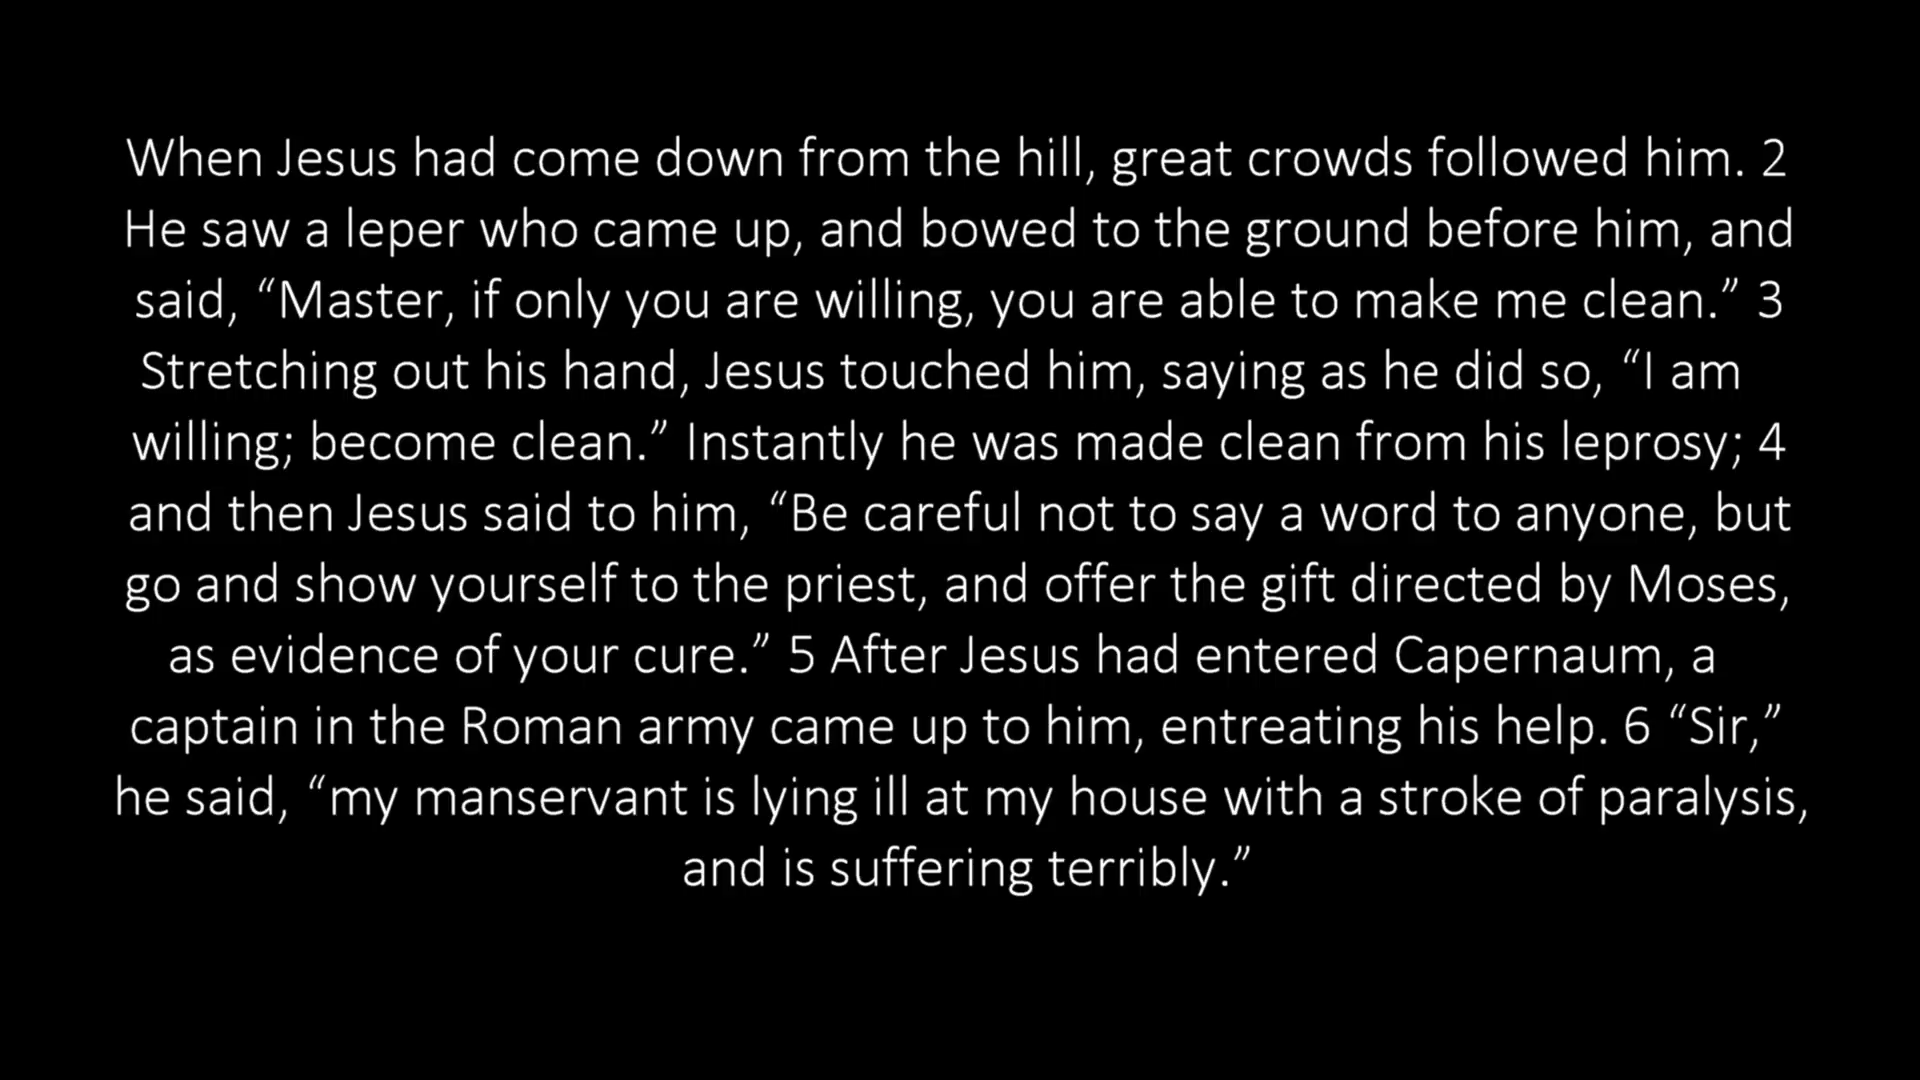 When Jesus had come down from the hill, great crowds followed him. 2
He saw a leper who came up, and bowed to the ground before him, and
said, “Master, if only you are willing, you are able to make me clean.” 3
Stretching out his hand, Jesus touched him, saying as he did so, “I am
willing; become clean.” Instantly he was made clean from his leprosy; 4
and then Jesus said to him, “Be careful not to say a word to anyone, but
go and show yourself to the priest, and offer the gift directed by Moses,
as evidence of your cure.” 5 After Jesus had entered Capernaum, a
captain in the Roman army came up to him, entreating his help. 6 “Sir,”
he said, “my manservant is lying ill at my house with a stroke of paralysis,
and is suffering terribly.”